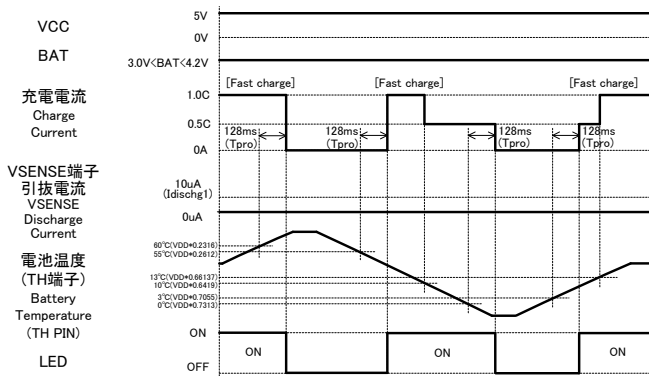 VCC
5V
0V
BAT
3.0V<BAT<4.2V
充電電流
Charge
Current
[Fast charge]
[Fast charge]
[Fast charge]
1.0C
0.5C
0A
128ms
(Tpro)
128ms
(Tpro)
128ms
(Tpro)
128ms
(Tpro)
VSENSE端子
引抜電流
VSENSE
Discharge
Current
10uA
(Idischg1)
0uA
電池温度
(TH端子)
Battery
Temperature
(TH PIN)
60℃(VDD*0.2316)
55℃(VDD*0.2612)
13℃(VDD*0.66137)
10℃(VDD*0.6419)
3℃(VDD*0.7055)
0℃(VDD*0.7313)
LED
ON
OFF
ON
ON
ON